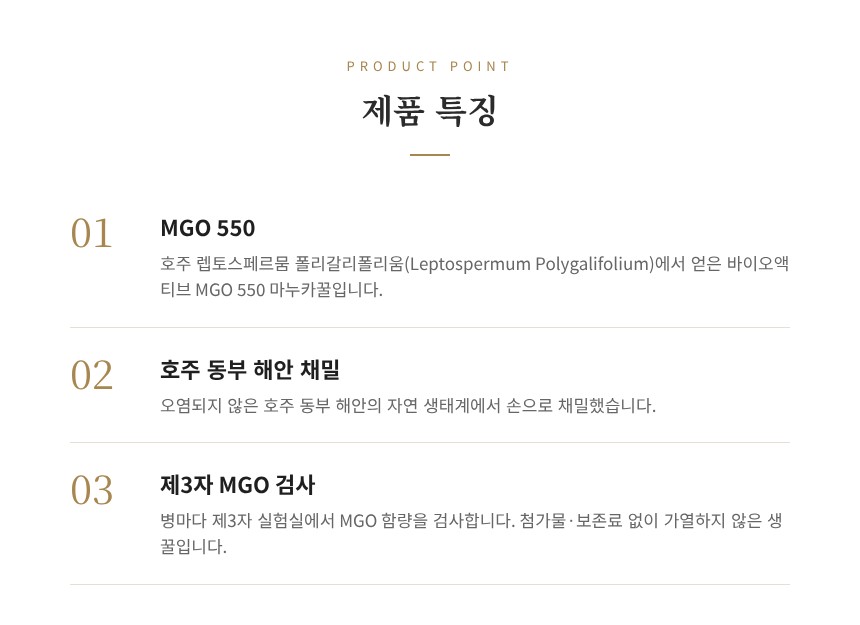 PRODUCT POINT
제품 특징
01
MGO 550
호주 렙토스페르뭄 폴리갈리폴리움(Leptospermum Polygalifolium)에서 얻은 바이오액
티브 MGO 550 마누카꿀입니다.
02
호주 동부 해안 채밀
오염되지 않은 호주 동부 해안의 자연 생태계에서 손으로 채밀했습니다.
03
제3자 MGO 검사
병마다 제3자 실험실에서 MGO 함량을 검사합니다. 첨가물·보존료 없이 가열하지 않은 생
꿀입니다.